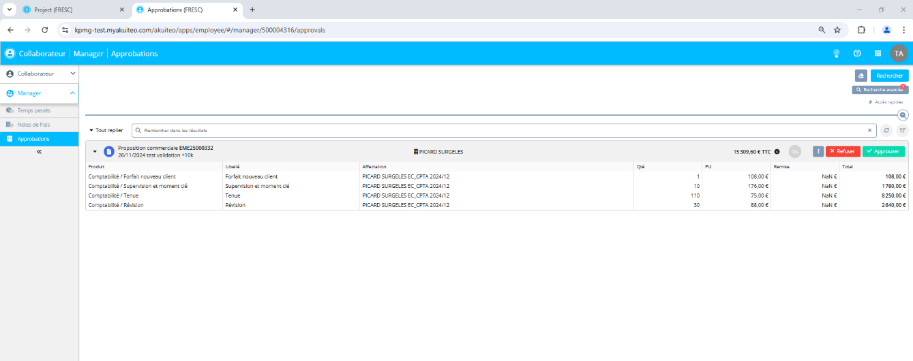 Project (FRESC)
Approbations (FRESC)
kpmg-test.myakuiteo.com/akuiteo/apps/employee/#/manager/500004316/approvals
Collaborateur Manager Approbations
TA
Collaborateur
Manager
Temps passés
Notes de frais
Approbations
Rechercher
Recherche avancée
Accès rapides
Tout replier
Rechercher dans les résultats
Proposition commerciale EME25000332
26/11/2024 test validation +10k
PICARD SURGELES
15 309,60 € TTC
Refuser
Approuver
Produit Libellé Affectation Qté PU Remise Total
Comptabilité / Forfait nouveau client Forfait nouveau client PICARD SURGELES EC_CPTA 2024/12 1 108,00 € NaN € 108,00 €
Comptabilité / Supervision et moment clé Supervision et moment clé PICARD SURGELES EC_CPTA 2024/12 10 176,00 € NaN € 1 760,00 €
Comptabilité / Tenue Tenue PICARD SURGELES EC_CPTA 2024/12 110 75,00 € NaN € 8 250,00 €
Comptabilité / Révision Révision PICARD SURGELES EC_CPTA 2024/12 30 88,00 € NaN € 2 640,00 €